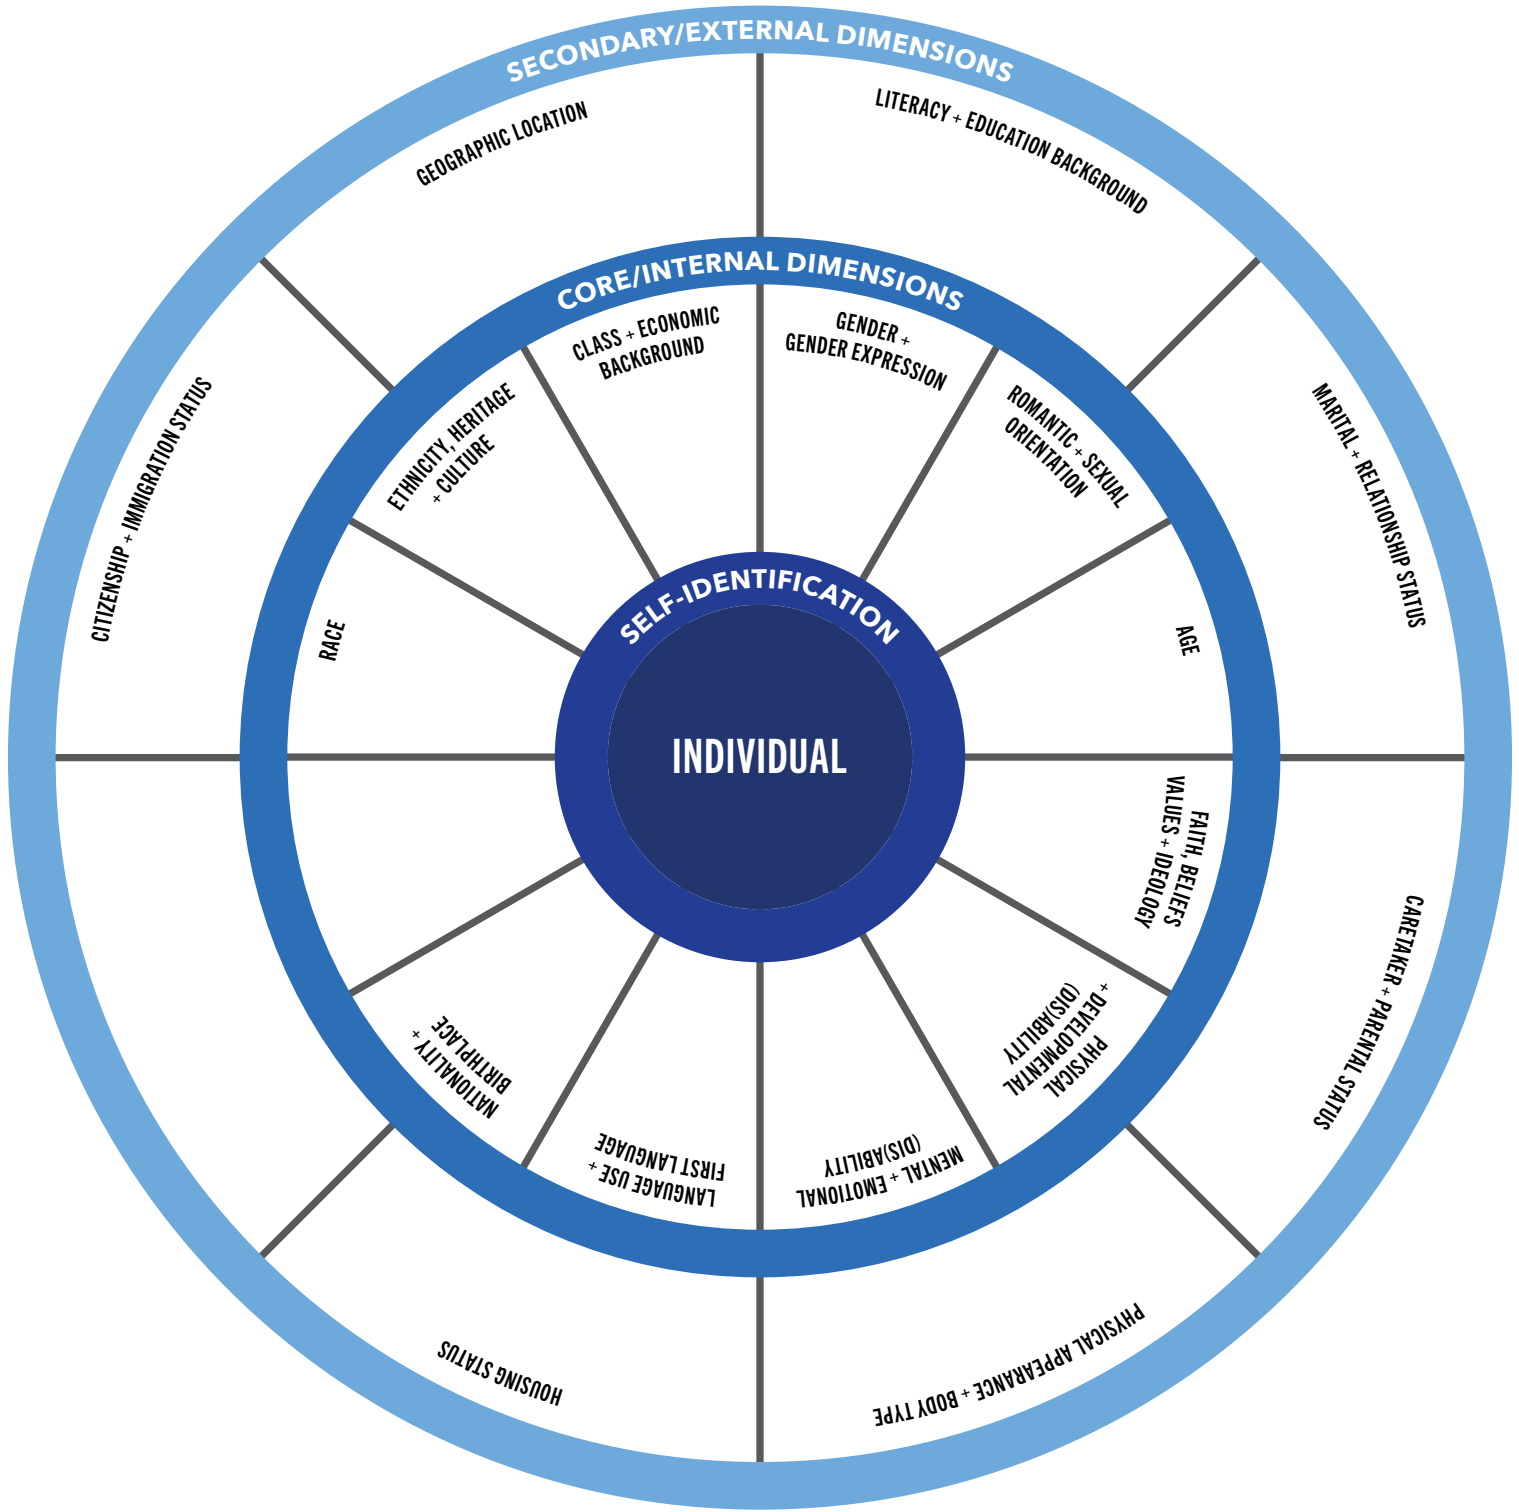 SECONDARY/EXTERNAL DIMENSIONS
GEOGRAPHIC LOCATION
LITERACY + EDUCATION BACKGROUND
MARITAL + RELATIONSHIP STATUS
CARETAKER + PARENTAL STATUS
PHYSICAL APPEARANCE + BODY TYPE
HOUSING STATUS
CITIZENSHIP + IMMIGRATION STATUS
CORE/INTERNAL DIMENSIONS
CLASS + ECONOMIC
BACKGROUND
GENDER +
GENDER EXPRESSION
ROMANTIC + SEXUAL
ORIENTATION
AGE
FAITH, BELIEFS
VALUES + IDEOLOGY
PHYSICAL
+ DEVELOPMENTAL
(DIS)ABILITY
MENTAL + EMOTIONAL
(DIS)ABILITY
LANGUAGE USE +
FIRST LANGUAGE
NATIONALITY +
BIRTHPLACE
RACE
ETHNICITY, HERITAGE
+ CULTURE
SELF-IDENTIFICATION
INDIVIDUAL